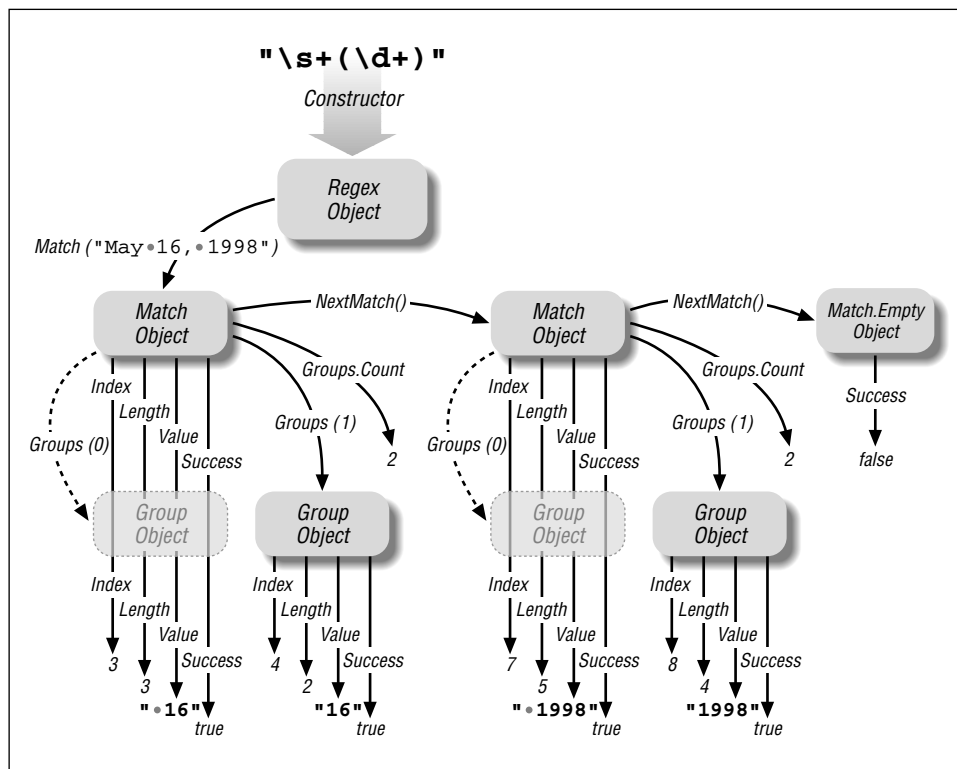 "\s+(\d+)"
Constructor
Regex
Object
Match ("May•16,•1998")
Match
Object
NextMatch()
Match
Object
NextMatch()
Match.Empty
Object
Groups.Count
Groups.Count
Index
Length
Value
Success
Groups (0)
Groups (1)
2
Index
Length
Value
Success
Groups (0)
Groups (1)
2
Success
false
Group
Object
Group
Object
Group
Object
Group
Object
Index
Length
Value
Success
Index
Length
Value
Success
Index
Length
Value
Success
Index
Length
Value
Success
3
3
"•16"
true
4
2
"16"
true
7
5
"•1998"
true
8
4
"1998"
true